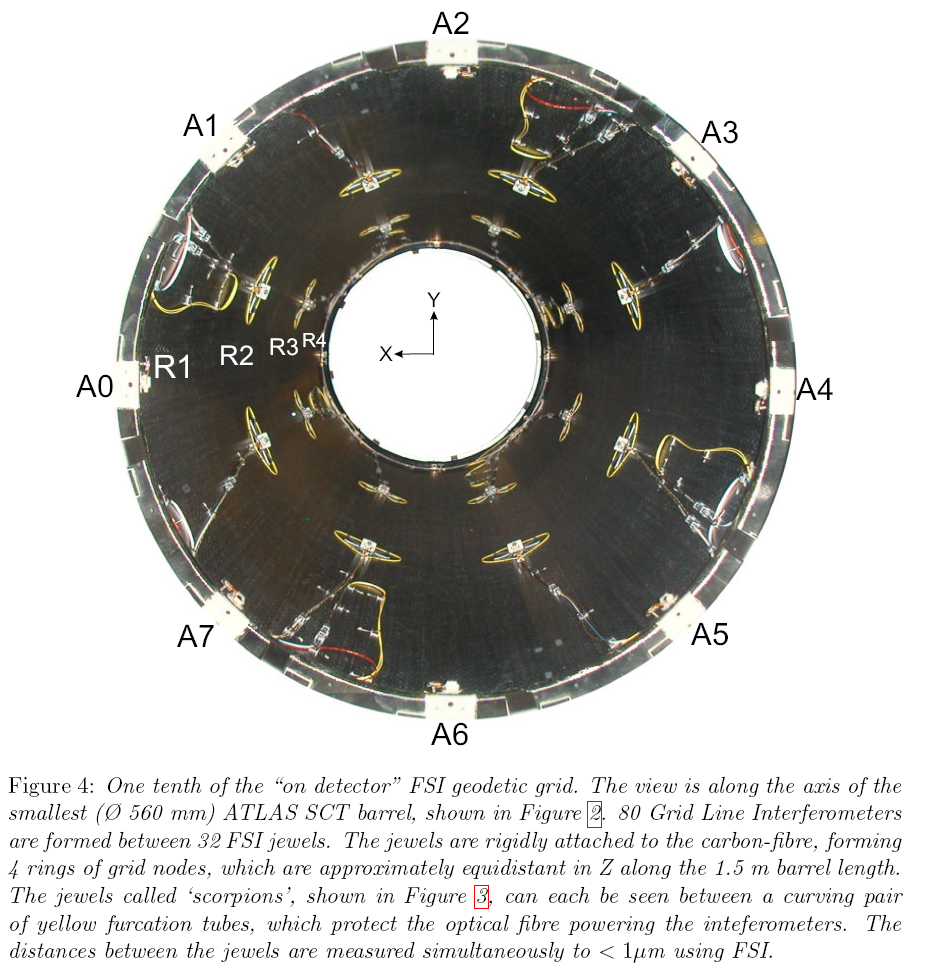 A2
A1
A3
Y
X
R1
R2
R3
R4
A0
A4
A7
A5
A6
Figure 4: One tenth of the “on detector” FSI geodetic grid. The view is along the axis of the
smallest (Ø 560 mm) ATLAS SCT barrel, shown in Figure 2. 80 Grid Line Interferometers
are formed between 32 FSI jewels. The jewels are rigidly attached to the carbon-fibre, forming
4 rings of grid nodes, which are approximately equidistant in Z along the 1.5 m barrel length.
The jewels called ‘scorpions’, shown in Figure 3, can each be seen between a curving pair
of yellow furcation tubes, which protect the optical fibre powering the inteferometers. The
distances between the jewels are measured simultaneously to < 1μm using FSI.